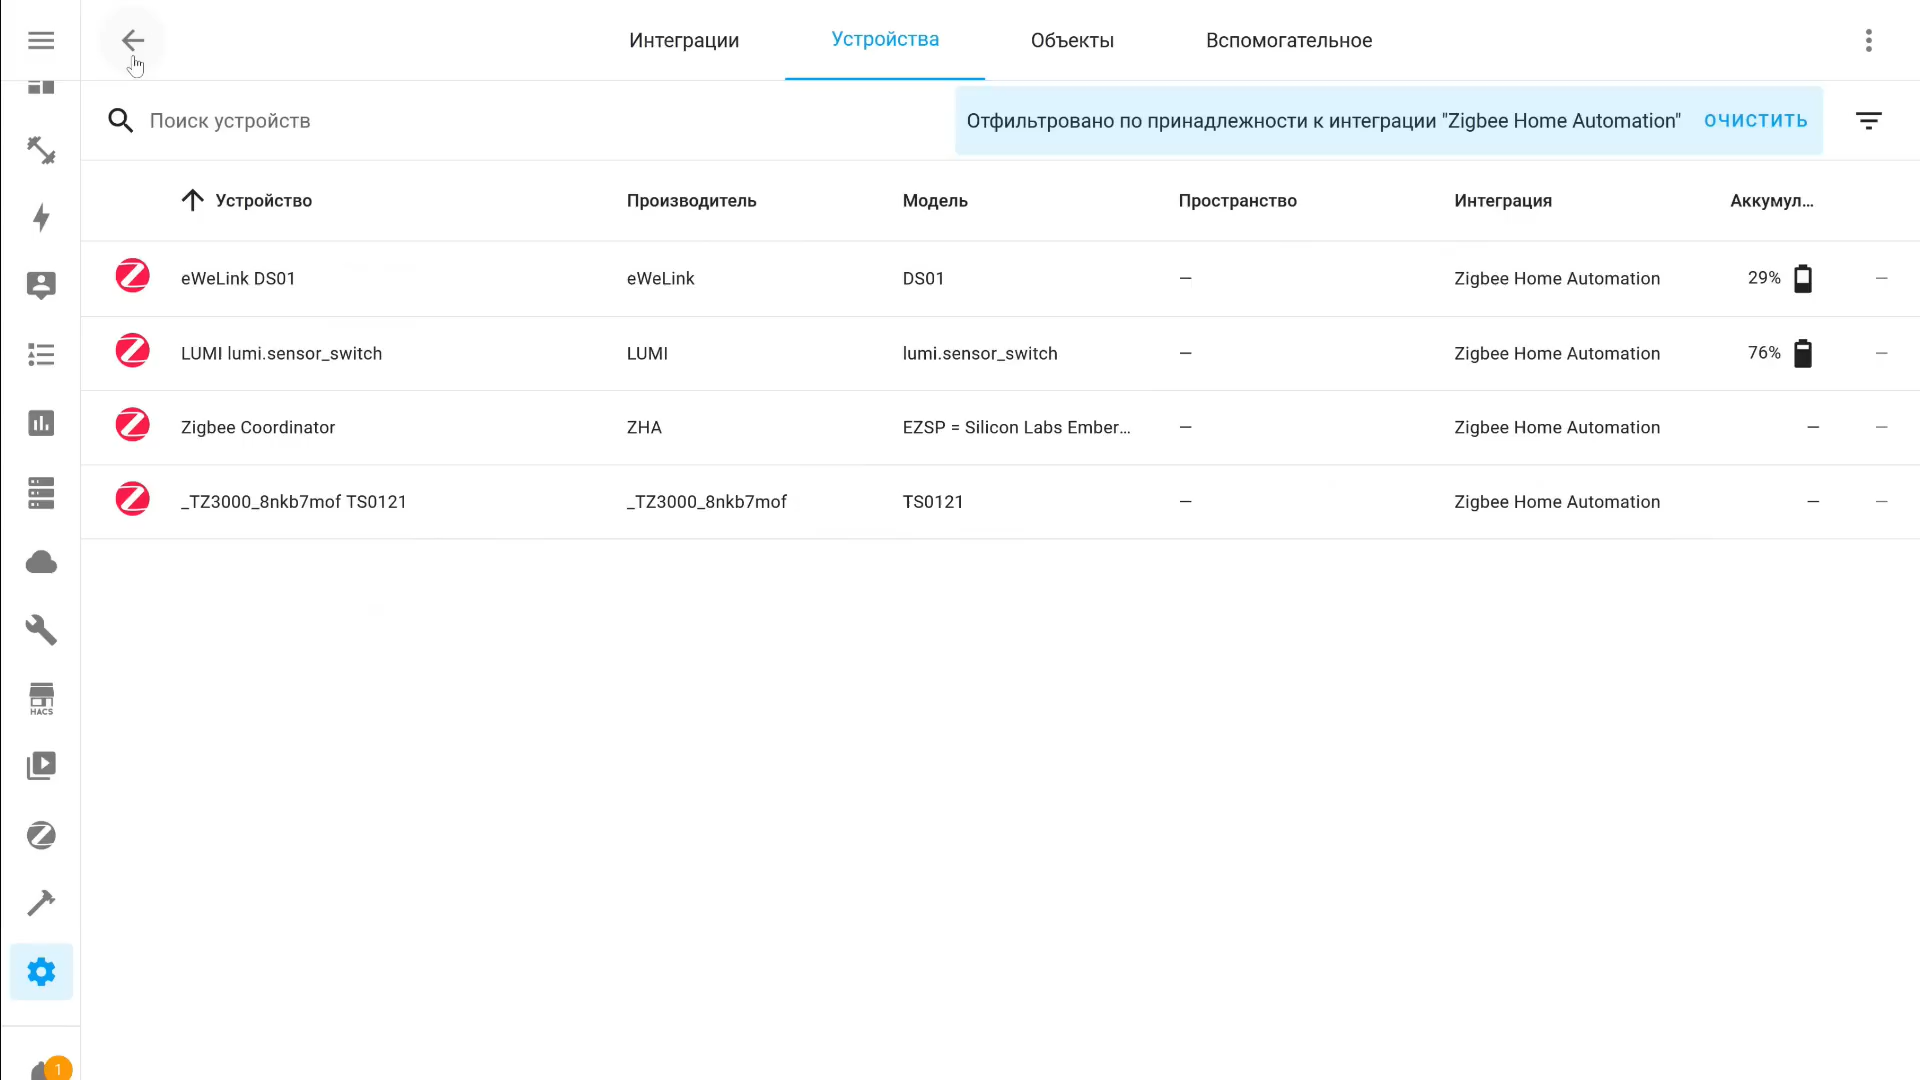 Интеграции Устройства Объекты Вспомогательное
Поиск устройств Отфильтровано по принадлежности к интеграции "Zigbee Home Automation" ОЧИСТИТЬ
Устройство Производитель Модель Пространство Интеграция Аккумул...
eWeLink DS01 eWeLink DS01 — Zigbee Home Automation 29% —
LUMI lumi.sensor_switch LUMI lumi.sensor_switch — Zigbee Home Automation 76% —
Zigbee Coordinator ZHA EZSP = Silicon Labs Ember... — Zigbee Home Automation — —
_TZ3000_8nkb7mof TS0121 _TZ3000_8nkb7mof TS0121 — Zigbee Home Automation — —
HACS
1